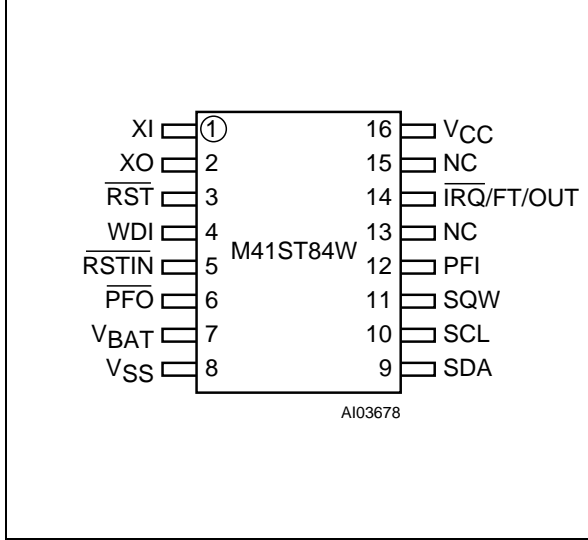 XI 1 16 VCC
XO 2 15 NC
RST 3 14 IRQ/FT/OUT
WDI 4 13 NC
M41ST84W
RSTIN 5 12 PFI
PFO 6 11 SQW
VBAT 7 10 SCL
VSS 8 9 SDA
AI03678